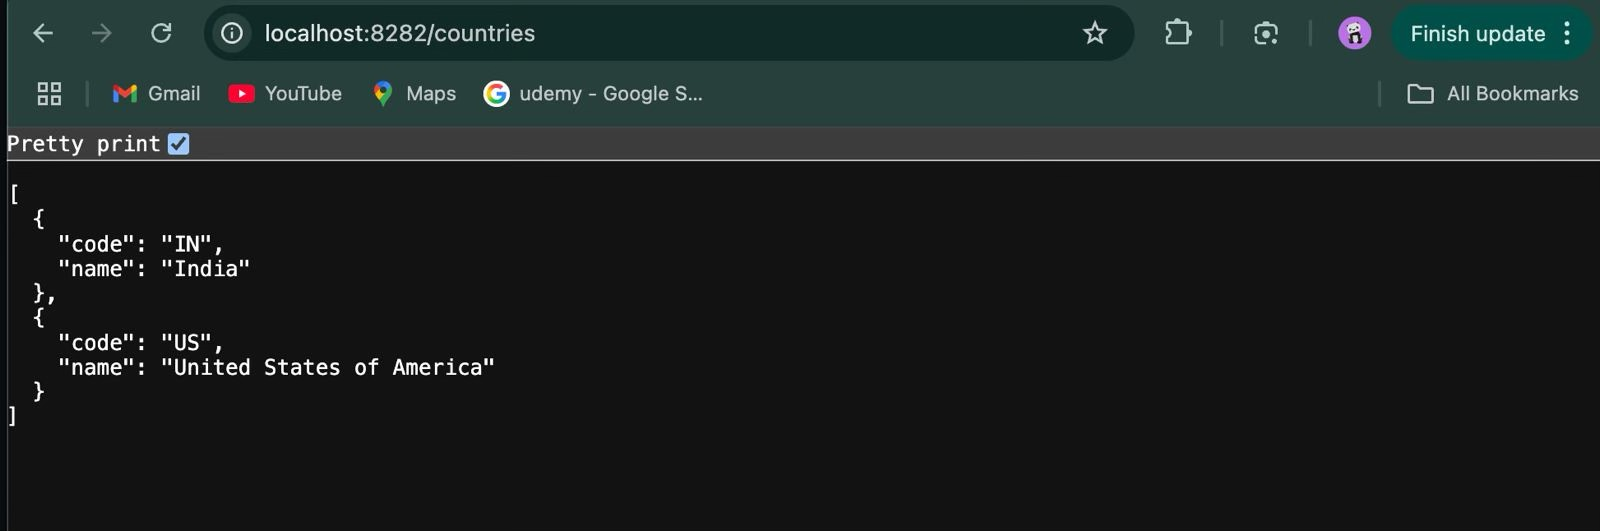 localhost:8282/countries
Finish update
Gmail YouTube Maps udemy - Google S... All Bookmarks
Pretty print
[
  {
    "code": "IN",
    "name": "India"
  },
  {
    "code": "US",
    "name": "United States of America"
  }
]